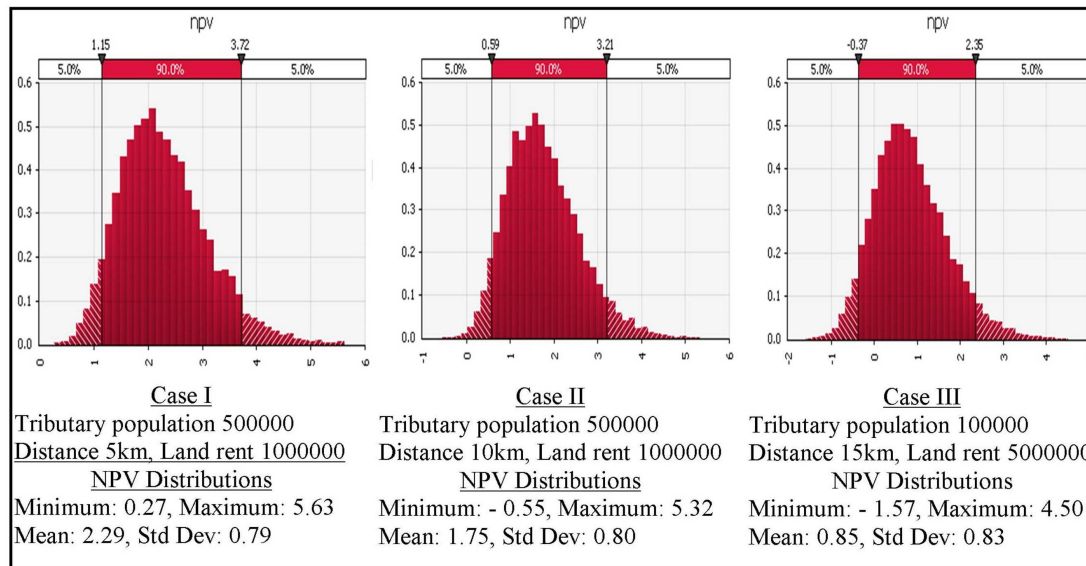 npv
1.15 3.72
5.0% 90.0% 5.0%
0.6
0.5
0.4
0.3
0.2
0.1
0.0
0 1 2 3 4 5 6
Case I
Tributary population 500000
Distance 5km, Land rent 1000000
NPV Distributions
Minimum: 0.27, Maximum: 5.63
Mean: 2.29, Std Dev: 0.79
npv
0.59 3.21
5.0% 90.0% 5.0%
0.6
0.5
0.4
0.3
0.2
0.1
0.0
-1 0 1 2 3 4 5 6
Case II
Tributary population 500000
Distance 10km, Land rent 1000000
NPV Distributions
Minimum: - 0.55, Maximum: 5.32
Mean: 1.75, Std Dev: 0.80
npv
-0.37 2.35
5.0% 90.0% 5.0%
0.6
0.5
0.4
0.3
0.2
0.1
0.0
-2 -1 0 1 2 3 4
Case III
Tributary population 100000
Distance 15km, Land rent 5000000
NPV Distributions
Minimum: - 1.57, Maximum: 4.50
Mean: 0.85, Std Dev: 0.83